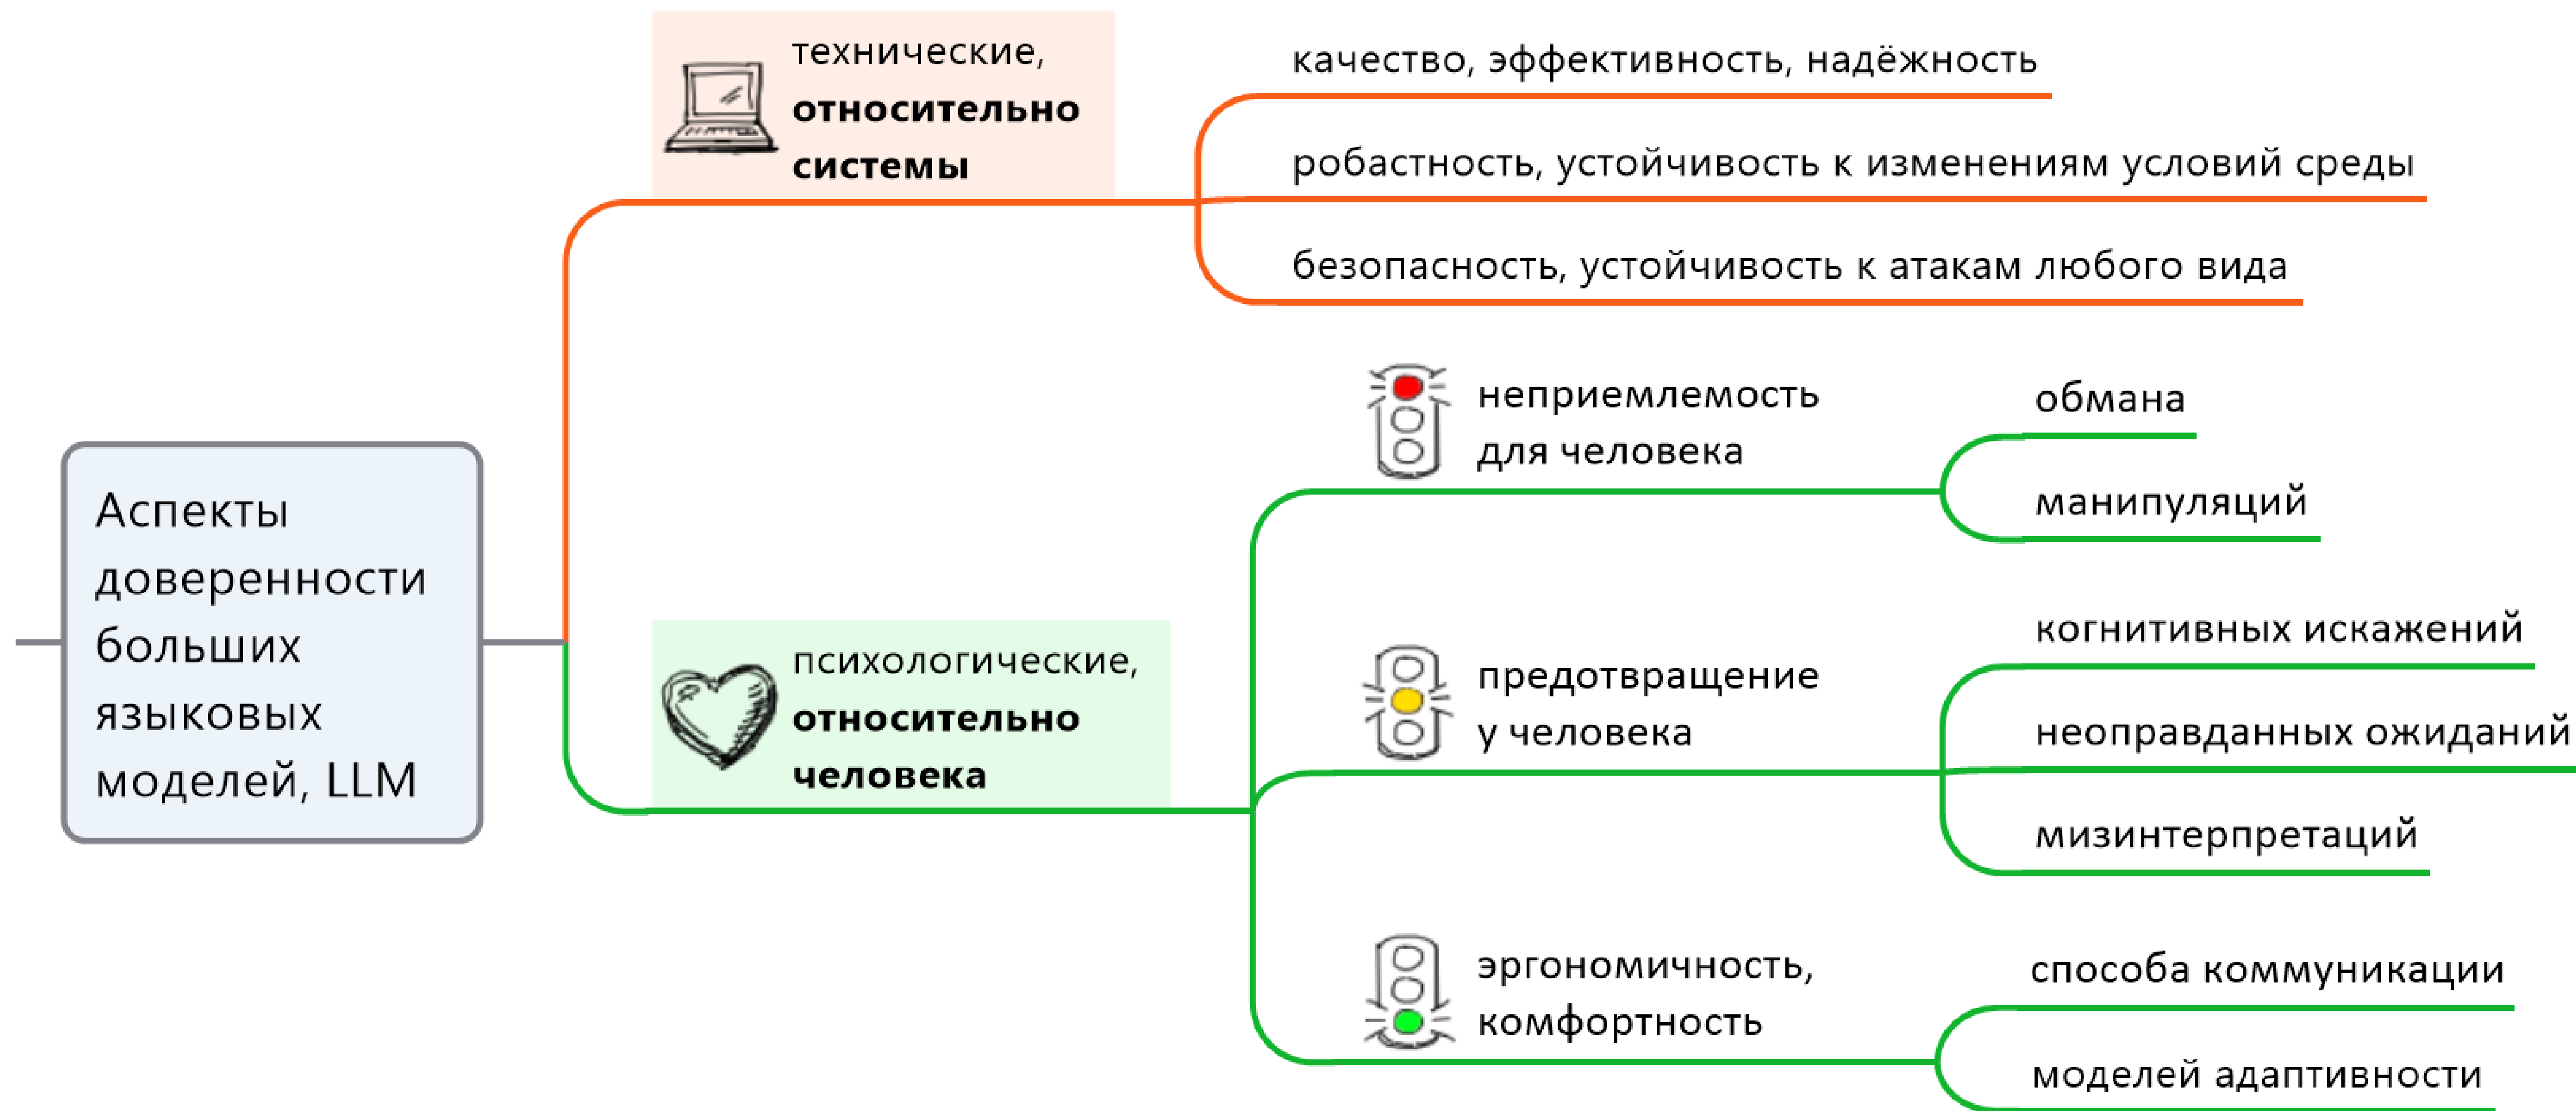 технические,
относительно
системы
качество, эффективность, надёжность
робастность, устойчивость к изменениям условий среды
безопасность, устойчивость к атакам любого вида
Аспекты
доверенности
больших
языковых
моделей, LLM
психологические,
относительно
человека
неприемлемость
для человека
обмана
манипуляций
предотвращение
у человека
когнитивных искажений
неоправданных ожиданий
мизинтерпретаций
эргономичность,
комфортность
способа коммуникации
моделей адаптивности